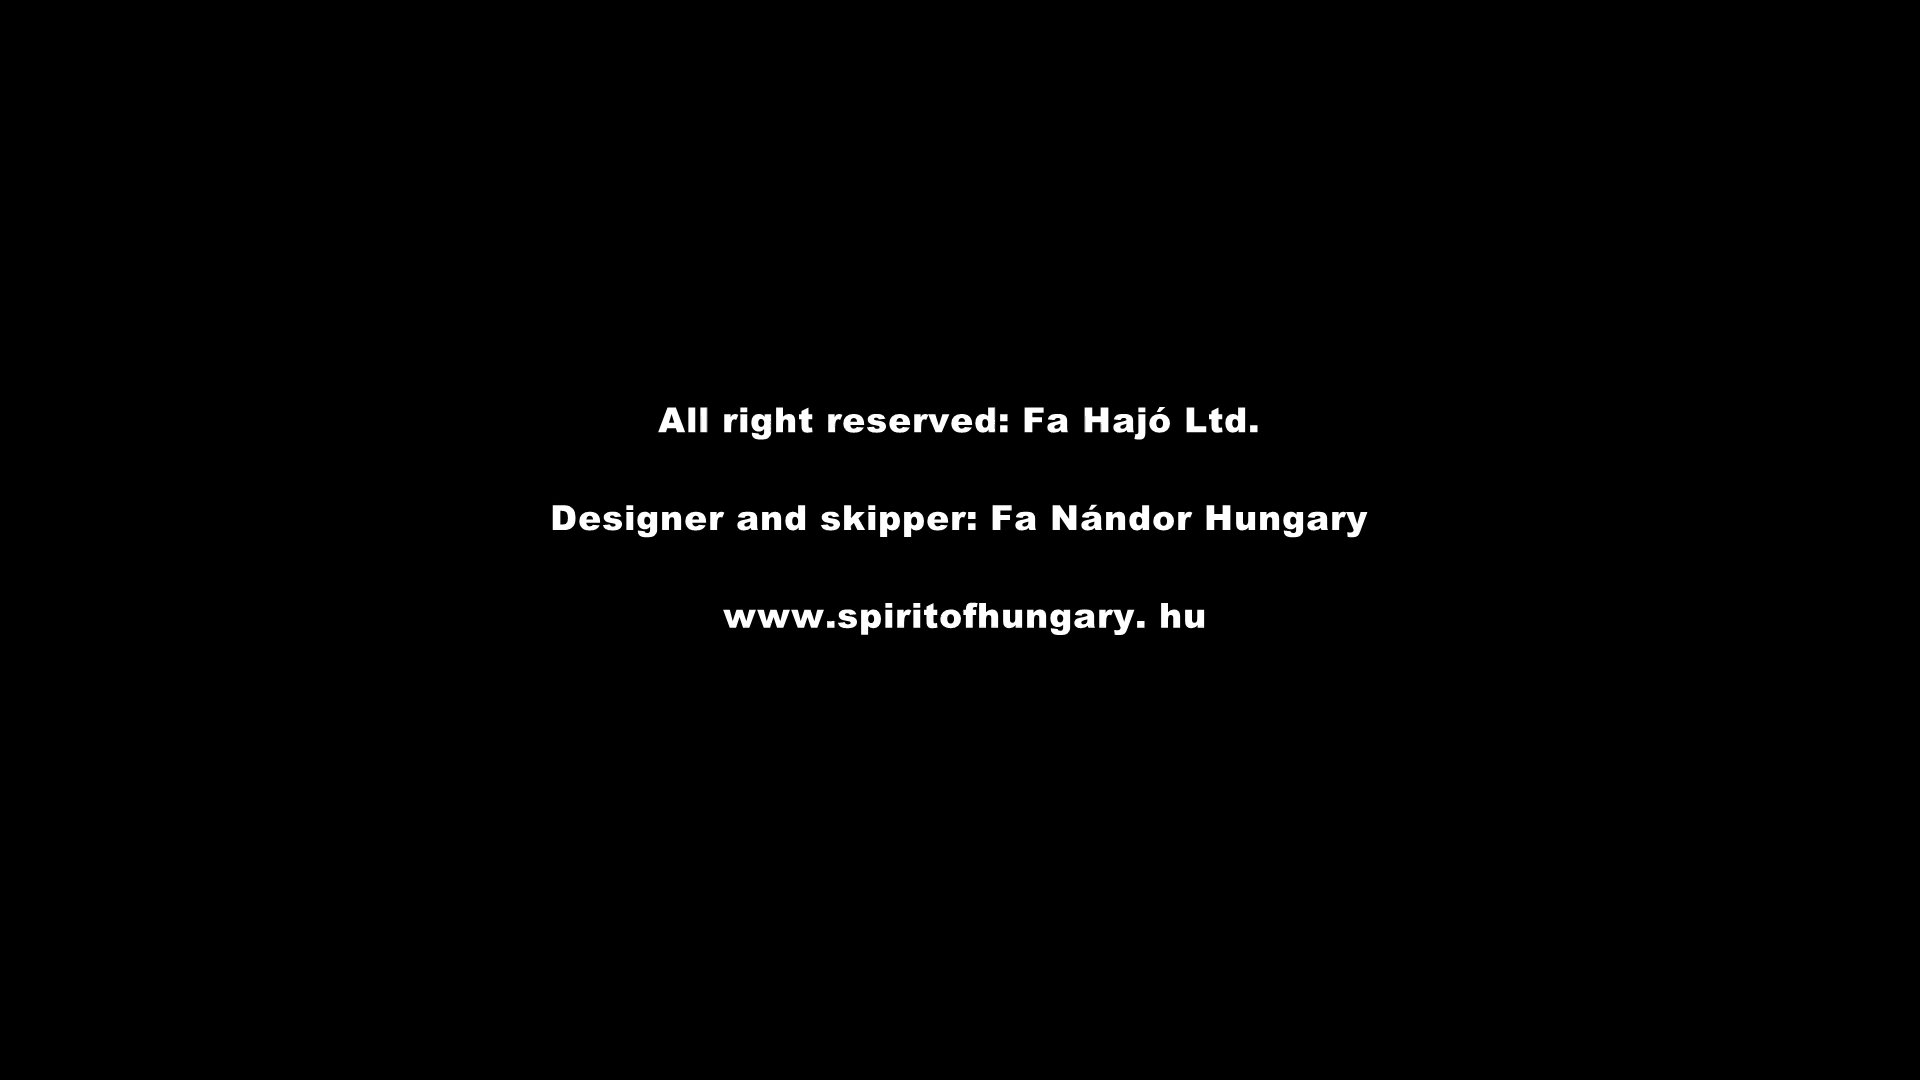 All right reserved: Fa Hajó Ltd.
Designer and skipper: Fa Nándor Hungary
www.spiritofhungary. hu